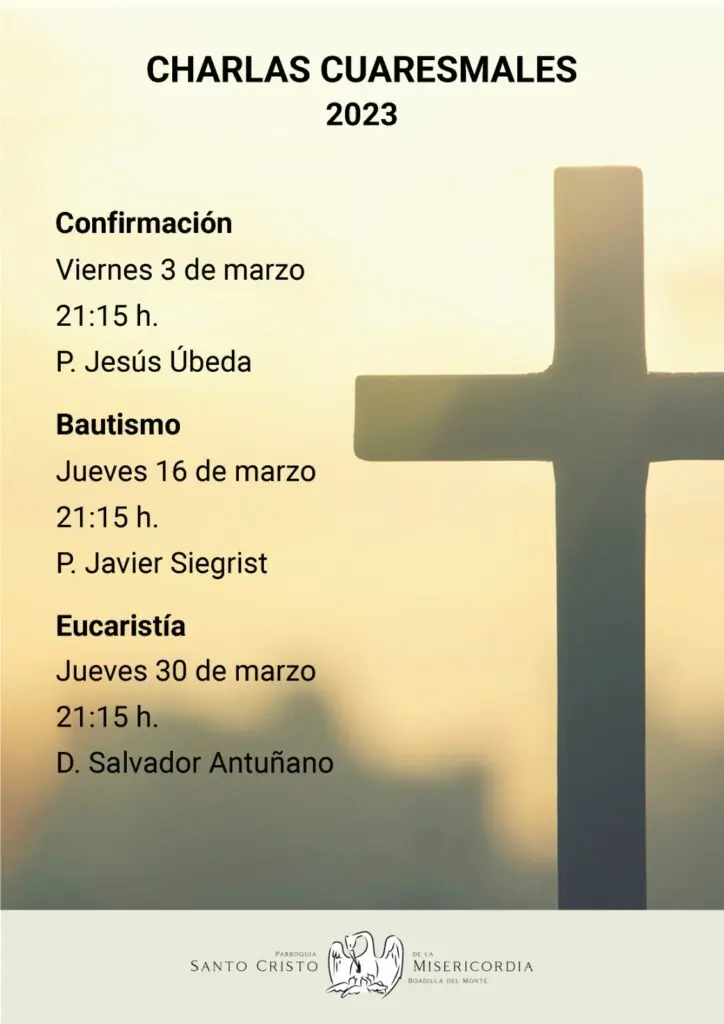 CHARLAS CUARESMALES
2023
Confirmación
Viernes 3 de marzo
21:15 h.
P. Jesús Úbeda
Bautismo
Jueves 16 de marzo
21:15 h.
P. Javier Siegrist
Eucaristía
Jueves 30 de marzo
21:15 h.
D. Salvador Antuñano
PARROQUIA
SANTO CRISTO
DE LA
MISERICORDIA
BOADILLA DEL MONTE